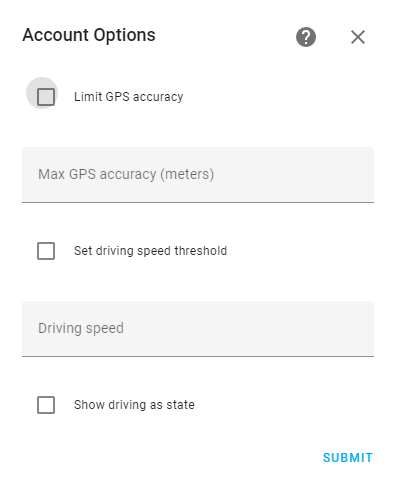 Account Options
Limit GPS accuracy
Max GPS accuracy (meters)
Set driving speed threshold
Driving speed
Show driving as state
SUBMIT